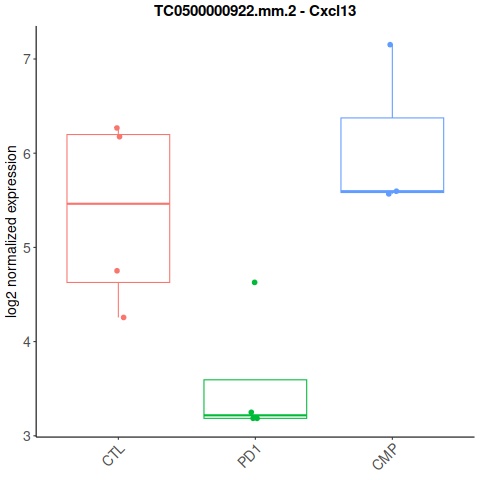 TC0500000922.mm.2 - Cxcl13
log2 normalized expression
7
6
5
4
3
CTL
PD1
CMP